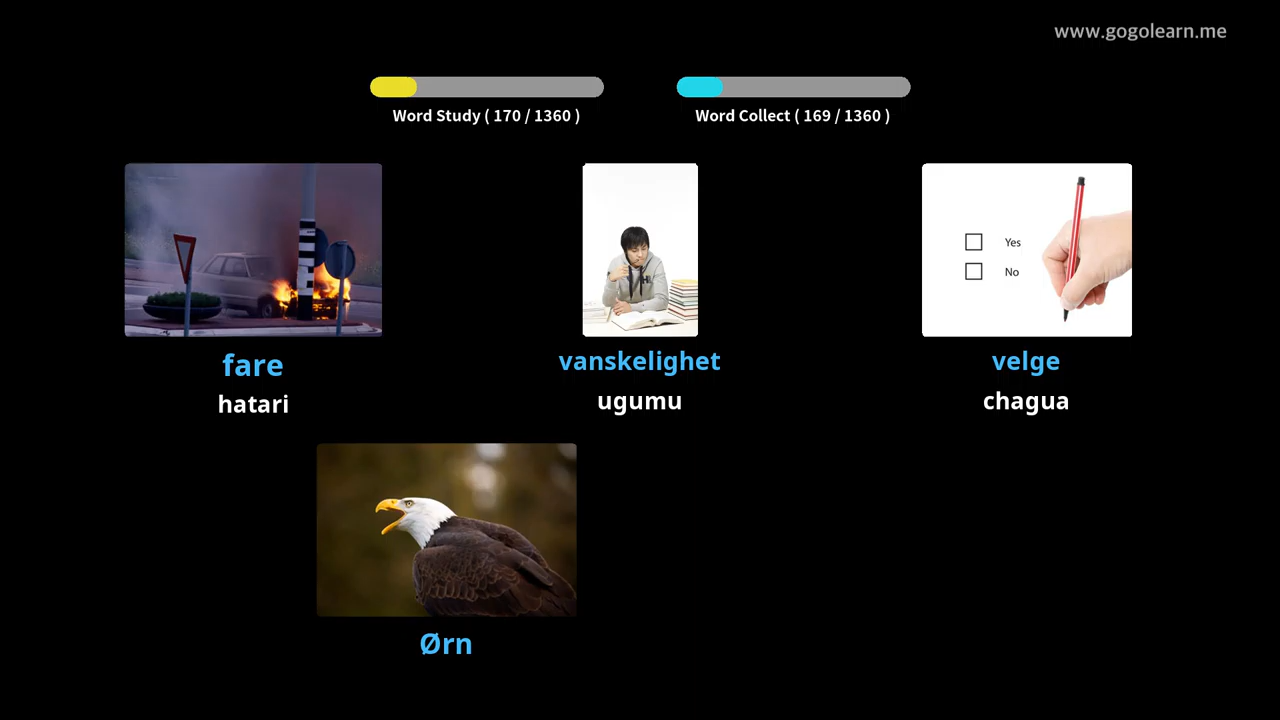 www.gogolearn.me
Word Study ( 170 / 1360 )
Word Collect ( 169 / 1360 )
Yes
No
fare
vanskelighet
velge
hatari
ugumu
chagua
Ørn